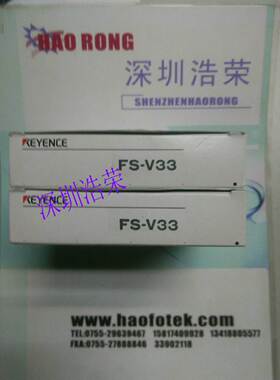 HAO RONG
深圳浩荣
SHENZHENHAORONG
KEYENCE
FS-V33
KEYENCE
FS-V33
深圳浩荣
www.haofotek.com
TEL:0755-29639467 15817409928 13418805577
FAX:0755-27888846 33902118